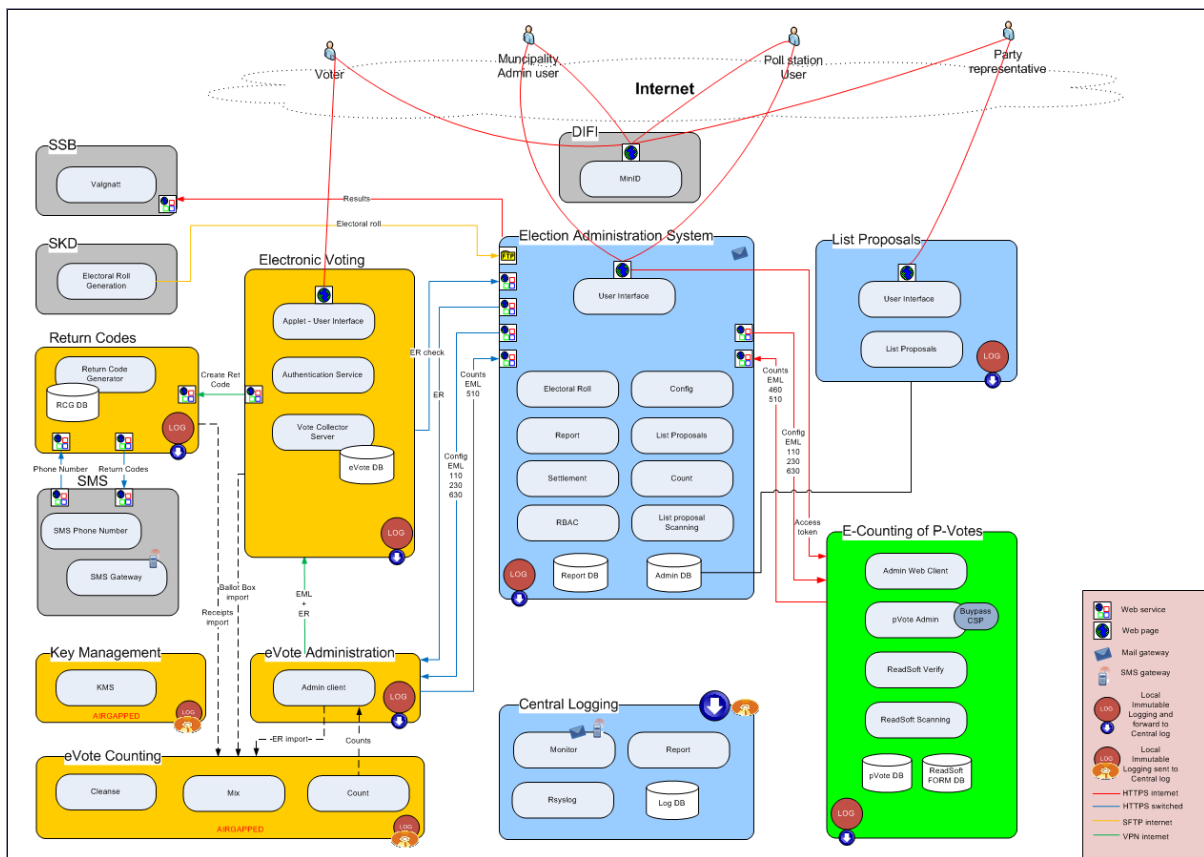 Voter
Muncipality
Admin user
Poll station
User
Party
representative
Internet
DIFI
MinID
SSB
Valgnatt
Results
SKD
Electoral Roll
Generation
Electoral roll
Electronic Voting
Applet - User Interface
Authentication Service
Vote Collector
Server
eVote DB
LOG
Return Codes
Return Code
Generator
RCG DB
LOG
Create Ret
Code
Phone Number
Return Codes
SMS
SMS Phone Number
SMS Gateway
ER check
ER
Counts
EML
510
Config
EML
110
230
630
Election Administration System
FTP
User Interface
Electoral Roll
Config
Report
List Proposals
Settlement
Count
RBAC
List proposal
Scanning
Report DB
Admin DB
LOG
Counts
EML
460
510
Config
EML
110
230
630
Access
token
List Proposals
User Interface
List Proposals
LOG
E-Counting of P-Votes
Admin Web Client
pVote Admin
Buypass
CSP
ReadSoft Verify
ReadSoft Scanning
pVote DB
ReadSoft
FORM DB
LOG
Ballot Box
import
Receipts
import
EML
+
ER
Key Management
KMS
AIRGAPPED
LOG
eVote Administration
Admin client
LOG
ER import
Counts
eVote Counting
Cleanse
Mix
Count
AIRGAPPED
LOG
Central Logging
Monitor
Report
Rsyslog
Log DB
Web service
Web page
Mail gateway
SMS gateway
LOG
Local
Immutable
Logging and
forward to
Central log
LOG
Local
Immutable
Logging sent to
Central log
HTTPS internet
HTTPS switched
SFTP internet
VPN internet